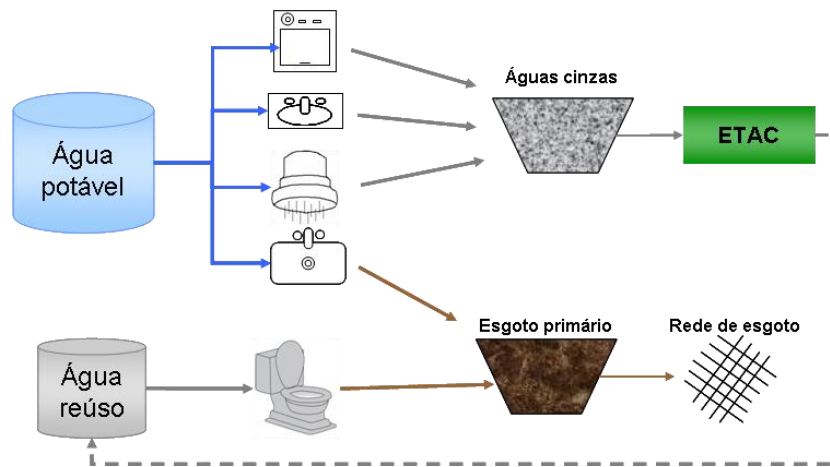 Água
potável
Águas cinzas
ETAC
Esgoto primário
Rede de esgoto
Água
reúso